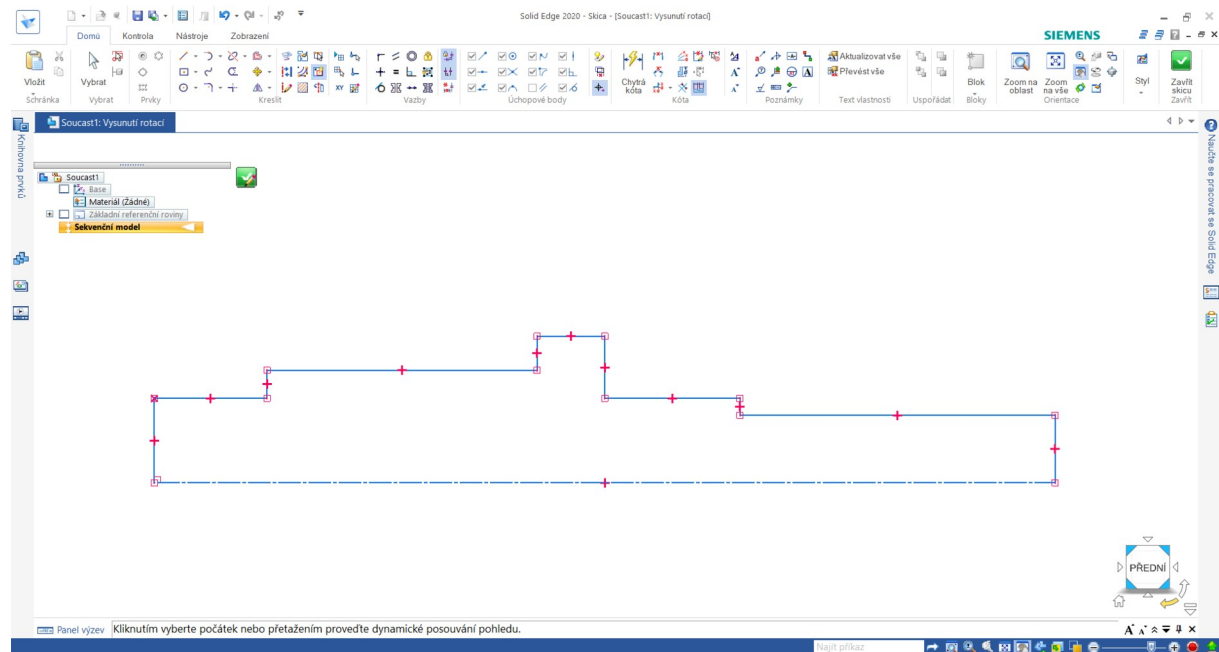 Solid Edge 2020 - Skica - [Soucast1: Vysunutí rotací]
Domů Kontrola Nástroje Zobrazení
SIEMENS
Vložit
Vybrat
Chytrá kóta
Aktualizovat vše
Převést vše
Blok
Zoom na oblast
Zoom na vše
Styl
Zavřít skicu
XY
A
Schránka Vybrat Prvky Kreslit Vazby Úchopové body Kóta Poznámky Text vlastnosti Uspořádat Bloky Orientace Zavřít
Soucast1: Vysunutí rotací
Knihovna prvků
Soucast1
Base
Materiál (Žádné)
Základní referenční roviny
Sekvenční model
Naučte se pracovat se Solid Edge
PŘEDNÍ
Panel výzev Kliknutím vyberte počátek nebo přetažením proveďte dynamické posouvání pohledu.
A A
Najít příkaz